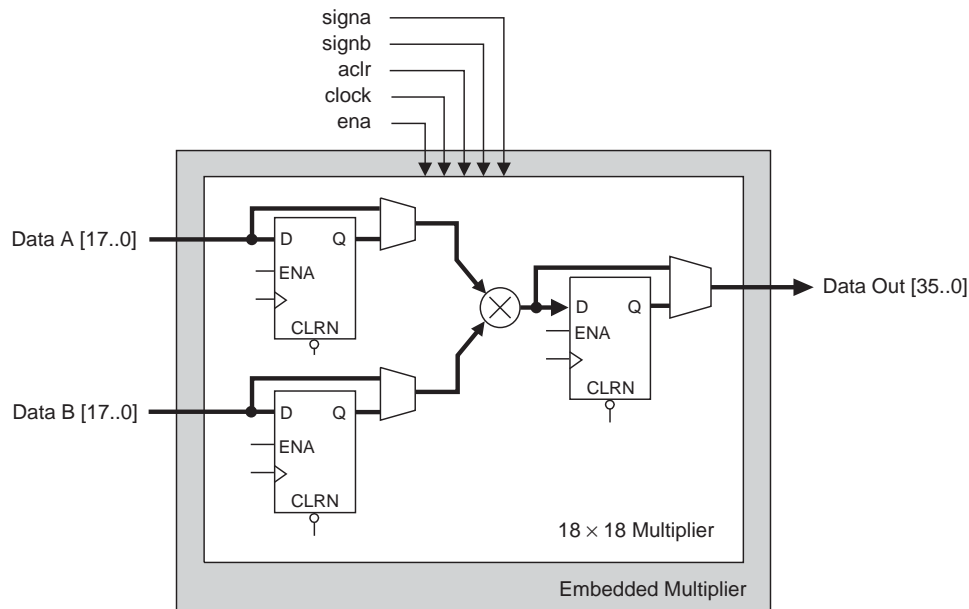 signa
signb
aclr
clock
ena
Data A [17..0]
D Q
ENA
CLRN
Data Out [35..0]
D Q
ENA
CLRN
Data B [17..0]
D Q
ENA
CLRN
18 × 18 Multiplier
Embedded Multiplier